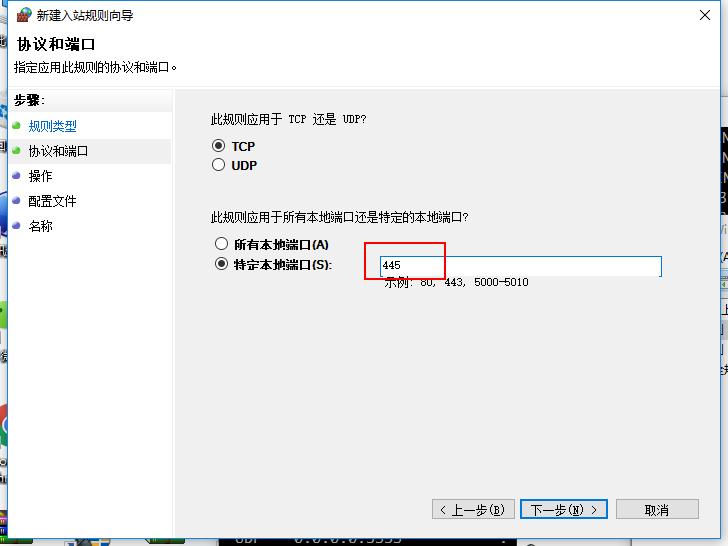 新建入站规则向导
协议和端口
指定应用此规则的协议和端口。
步骤:
规则类型
协议和端口
操作
配置文件
名称
此规则应用于 TCP 还是 UDP?
TCP
UDP
此规则应用于所有本地端口还是特定的本地端口?
所有本地端口(A)
特定本地端口(S):
445
示例: 80, 443, 5000-5010
< 上一步(B)
下一步(N) >
取消